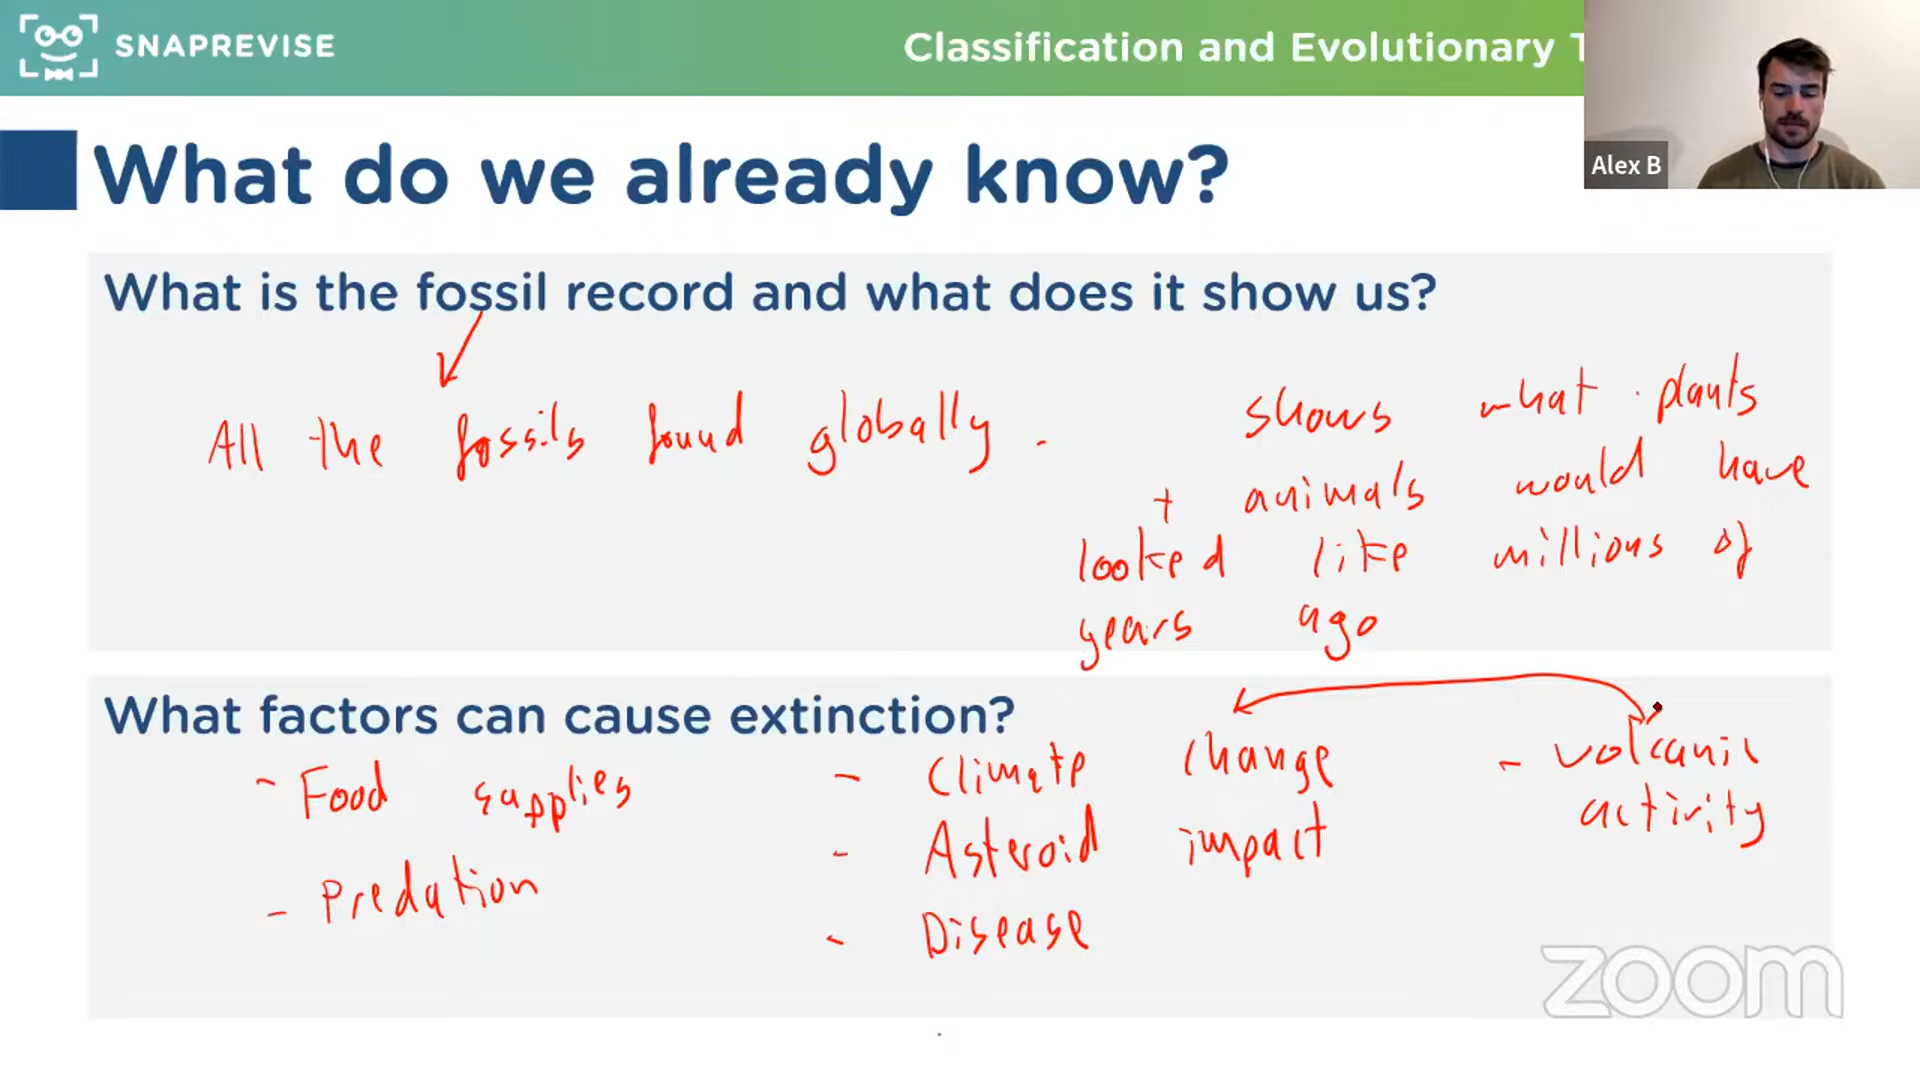 SNAPREVISE
Classification and Evolutionary T
Alex B
What do we already know?
What is the fossil record and what does it show us?
All the fossils found globally.
shows what plants
+ animals would have
looked like millions of
years ago
What factors can cause extinction?
- Food supplies
- Predation
- Climate change
- Asteroid impact
- Disease
- volcanic
activity
zoom